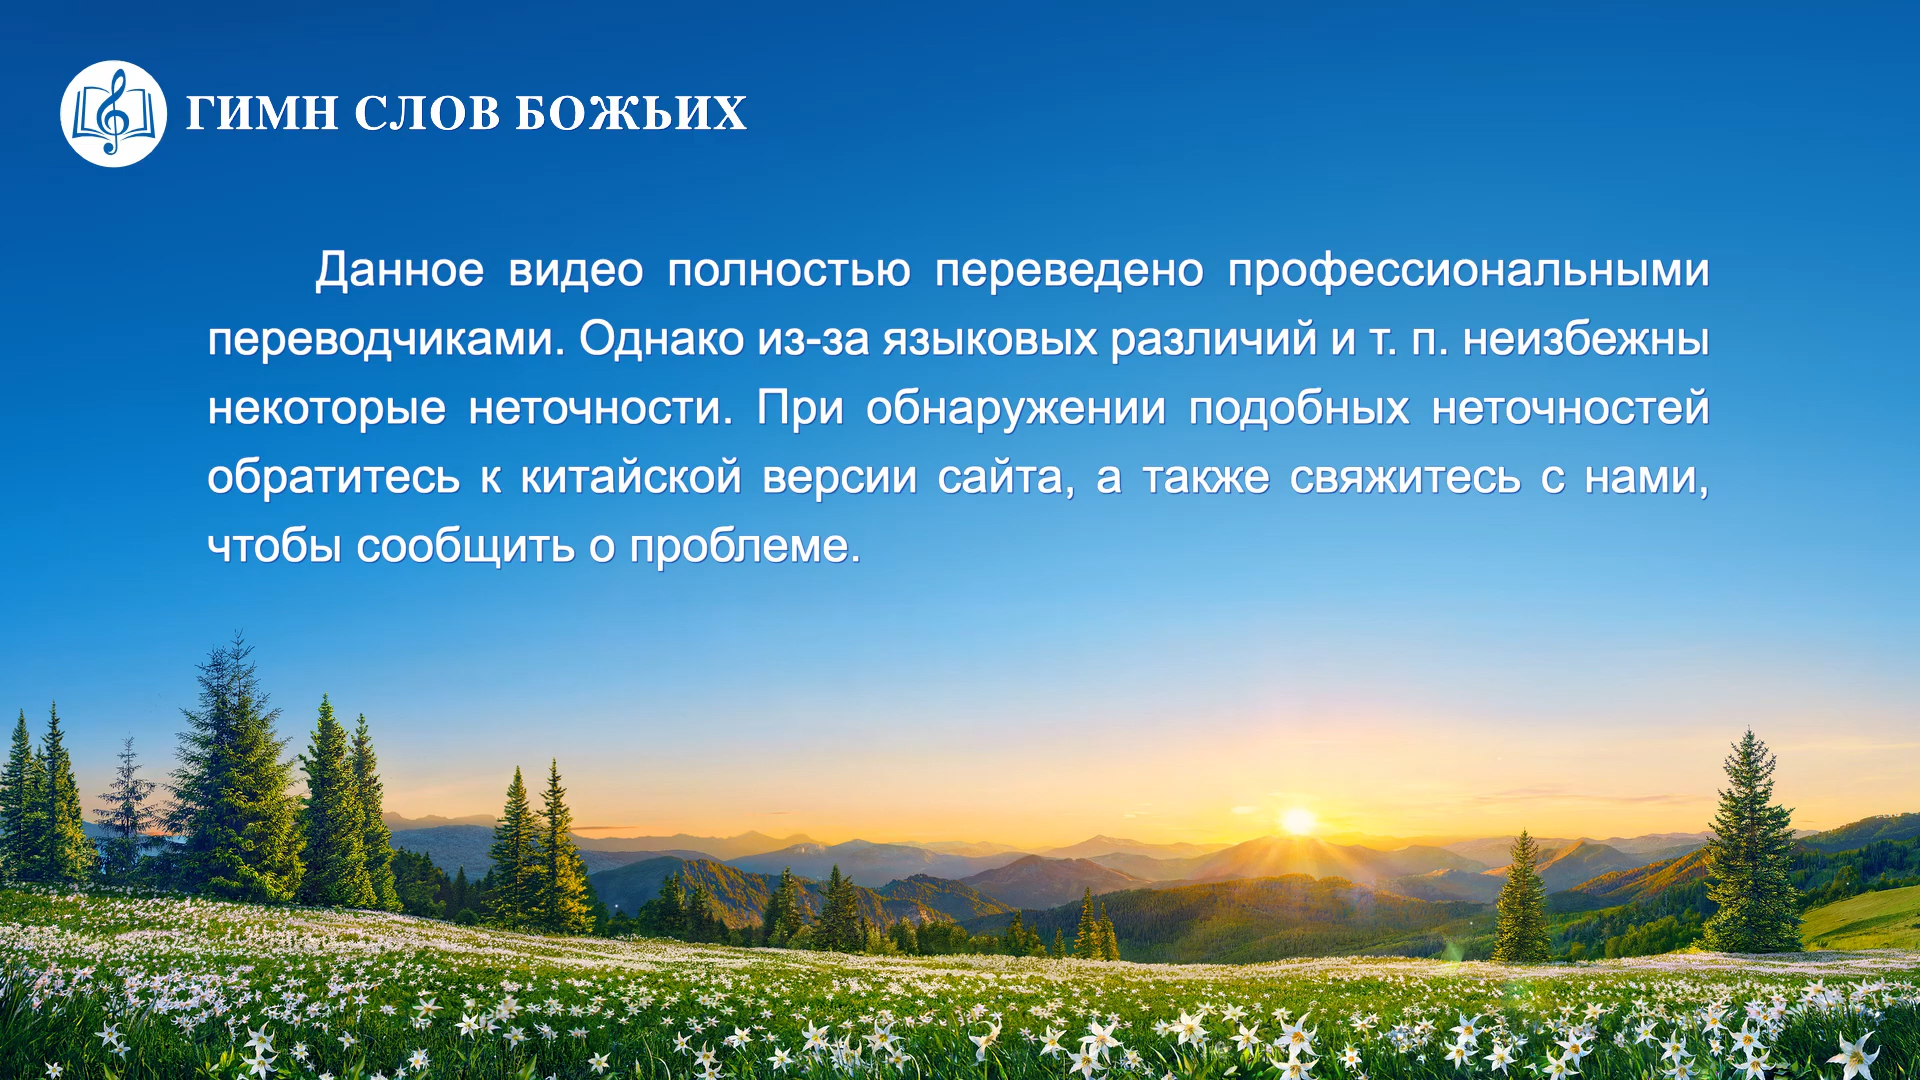 ГИМН СЛОВ БОЖЬИХ
Данное видео полностью переведено профессиональными
переводчиками. Однако из-за языковых различий и т. п. неизбежны
некоторые неточности. При обнаружении подобных неточностей
обратитесь к китайской версии сайта, а также свяжитесь с нами,
чтобы сообщить о проблеме.